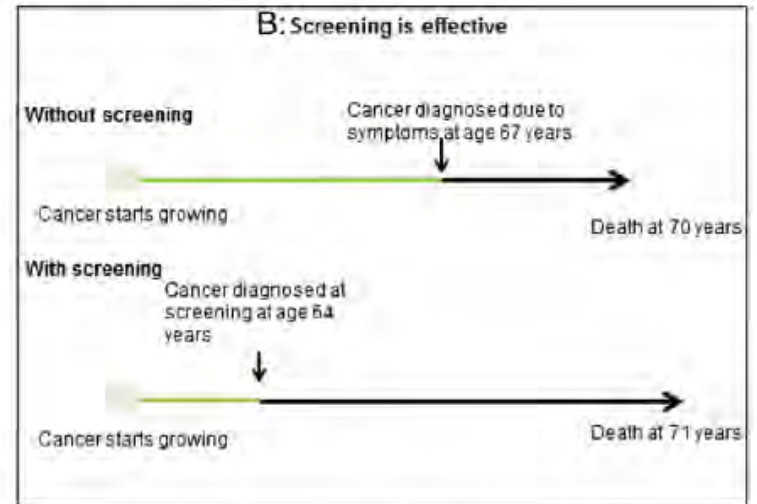 B: Screening is effective
Without screening
Cancer diagnosed due to
symptoms at age 67 years
Cancer starts growing
Death at 70 years
With screening
Cancer diagnosed at
screening at age 64
years
Cancer starts growing
Death at 71 years